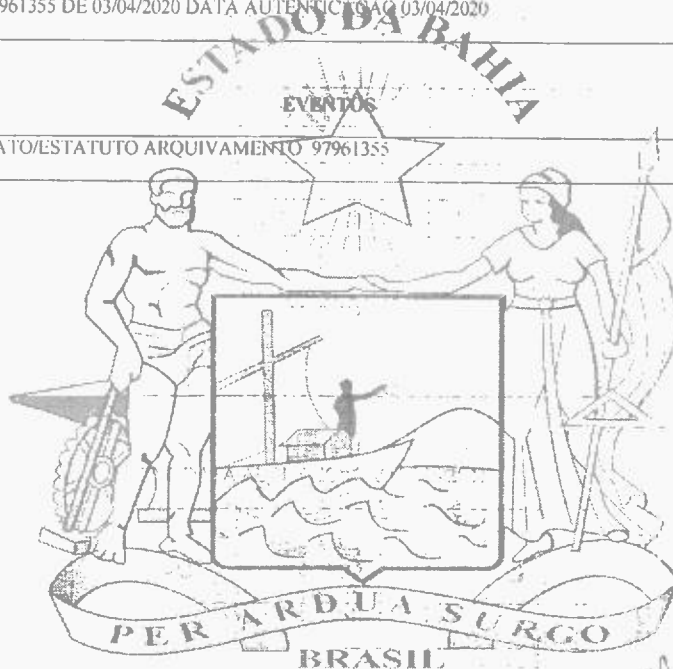 961355 DE 03/04/2020 DATA AUTENTICAÇÃO 03/04/2020
ESTADO DA BAHIA
EVENTOS
ATO/ESTATUTO ARQUIVAMENTO 97961355
PER ARDUA SURGO
BRASIL